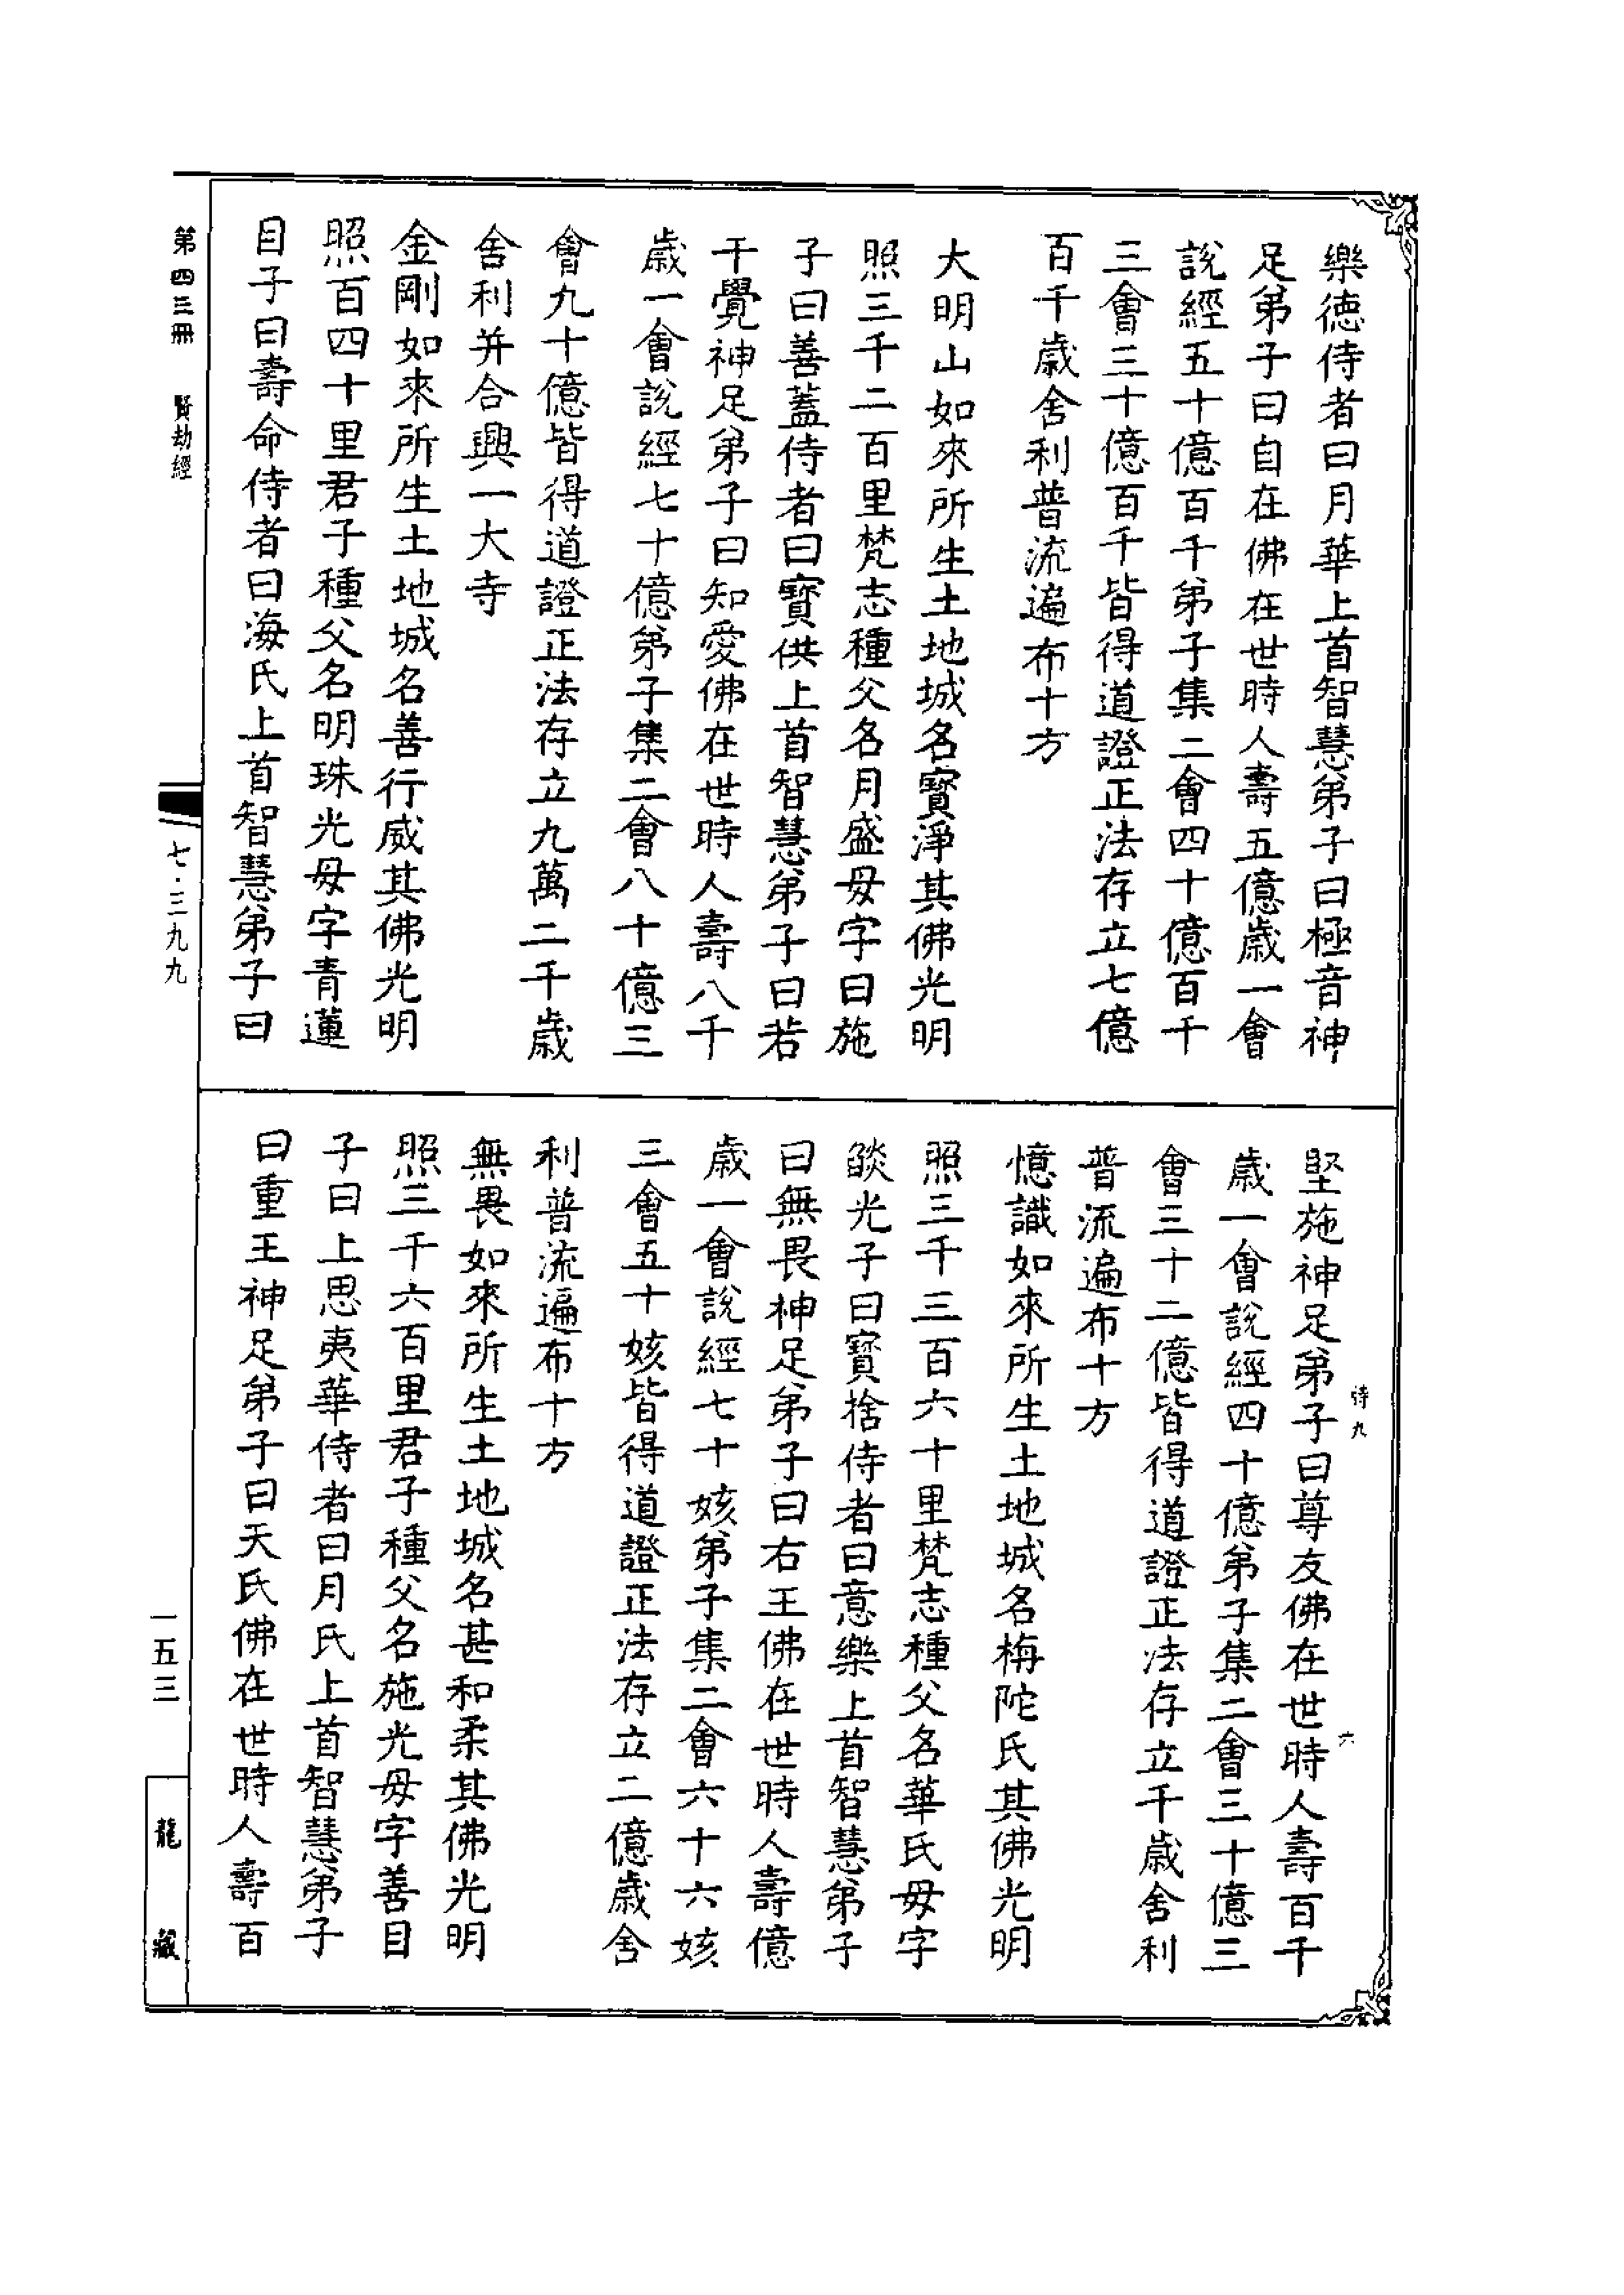 樂德侍者曰月華上首智慧弟子曰極音神
足弟子曰自在佛在世時人壽五億歲一會
說經五十億百千弟子集二會四十億百千
三會三十億百千皆得道證正法存立七億
百千歲舍利普流遍布十方
大明山如來所生土地城名寶淨其佛光明
照三千二百里梵志種父名月盛母字曰施
子曰善蓋侍者曰寶供上首智慧弟子曰若
干覺神足弟子曰知愛佛在世時人壽八千
歲一會說經七十億弟子集二會八十億三
會九十億皆得道證正法存立九萬二千歲
舍利并合興一大寺
金剛如來所生土地城名善行威其佛光明
照百四十里君子種父名明珠光母字青蓮
目子曰壽命侍者曰海氏上首智慧弟子曰
堅施神足弟子曰尊友佛在世時人壽百千
歲一會說經四十億弟子集二會三十億三
會三十二億皆得道證正法存立千歲舍利
普流遍布十方
憶識如來所生土地城名梅陀氏其佛光明
照三千三百六十里梵志種父名華氏母字
燄光子曰寶捨侍者曰意樂上首智慧弟子
曰無畏神足弟子曰右王佛在世時人壽億
歲一會說經七十姟弟子集二會六十六姟
三會五十姟皆得道證正法存立二億歲舍
利普流遍布十方
無畏如來所生土地城名甚和柔其佛光明
照三千六百里君子種父名施光母字善目
子曰上思夷華侍者曰月氏上首智慧弟子
曰重王神足弟子曰天氏佛在世時人壽百
詩九
六
第四三冊 賢劫經
七·三九九
一五三
龍藏